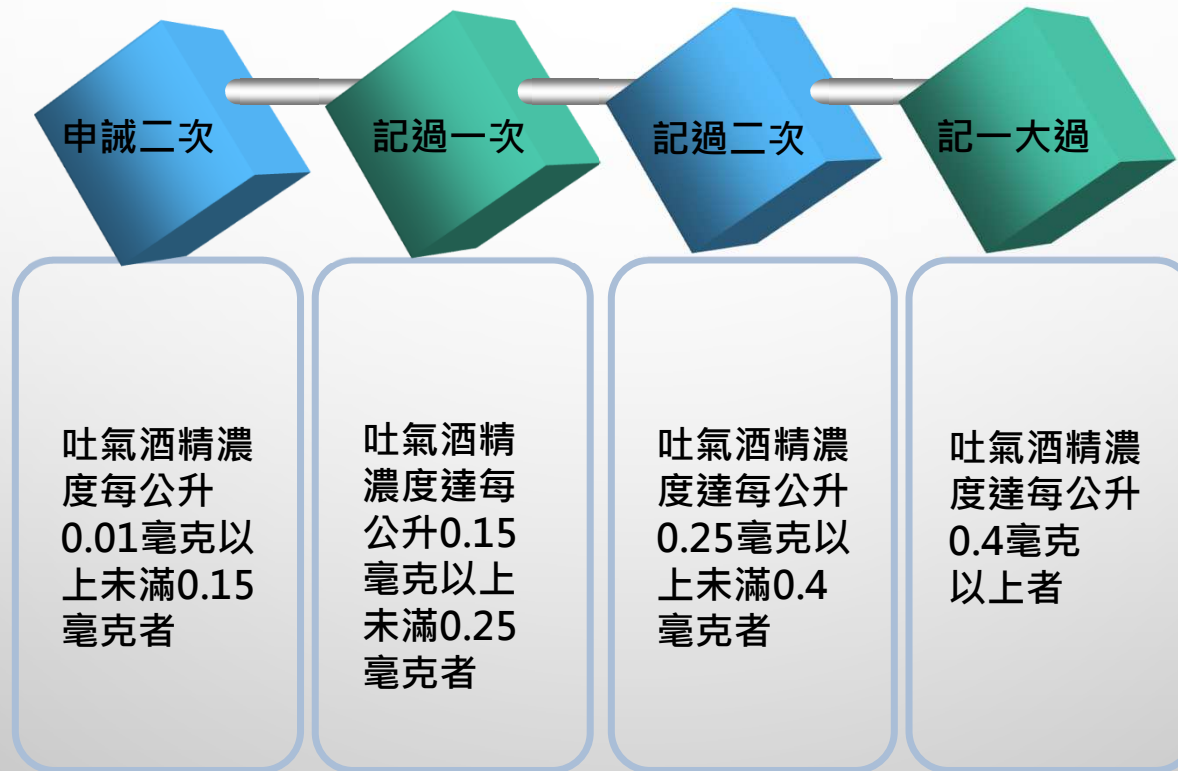 申誡二次
記過一次
記過二次
記一大過
吐氣酒精濃
度每公升
0.01毫克以
上未滿0.15
毫克者
吐氣酒精
濃度達每
公升0.15
毫克以上
未滿0.25
毫克者
吐氣酒精濃
度達每公升
0.25毫克以
上未滿0.4
毫克者
吐氣酒精濃
度達每公升
0.4毫克
以上者